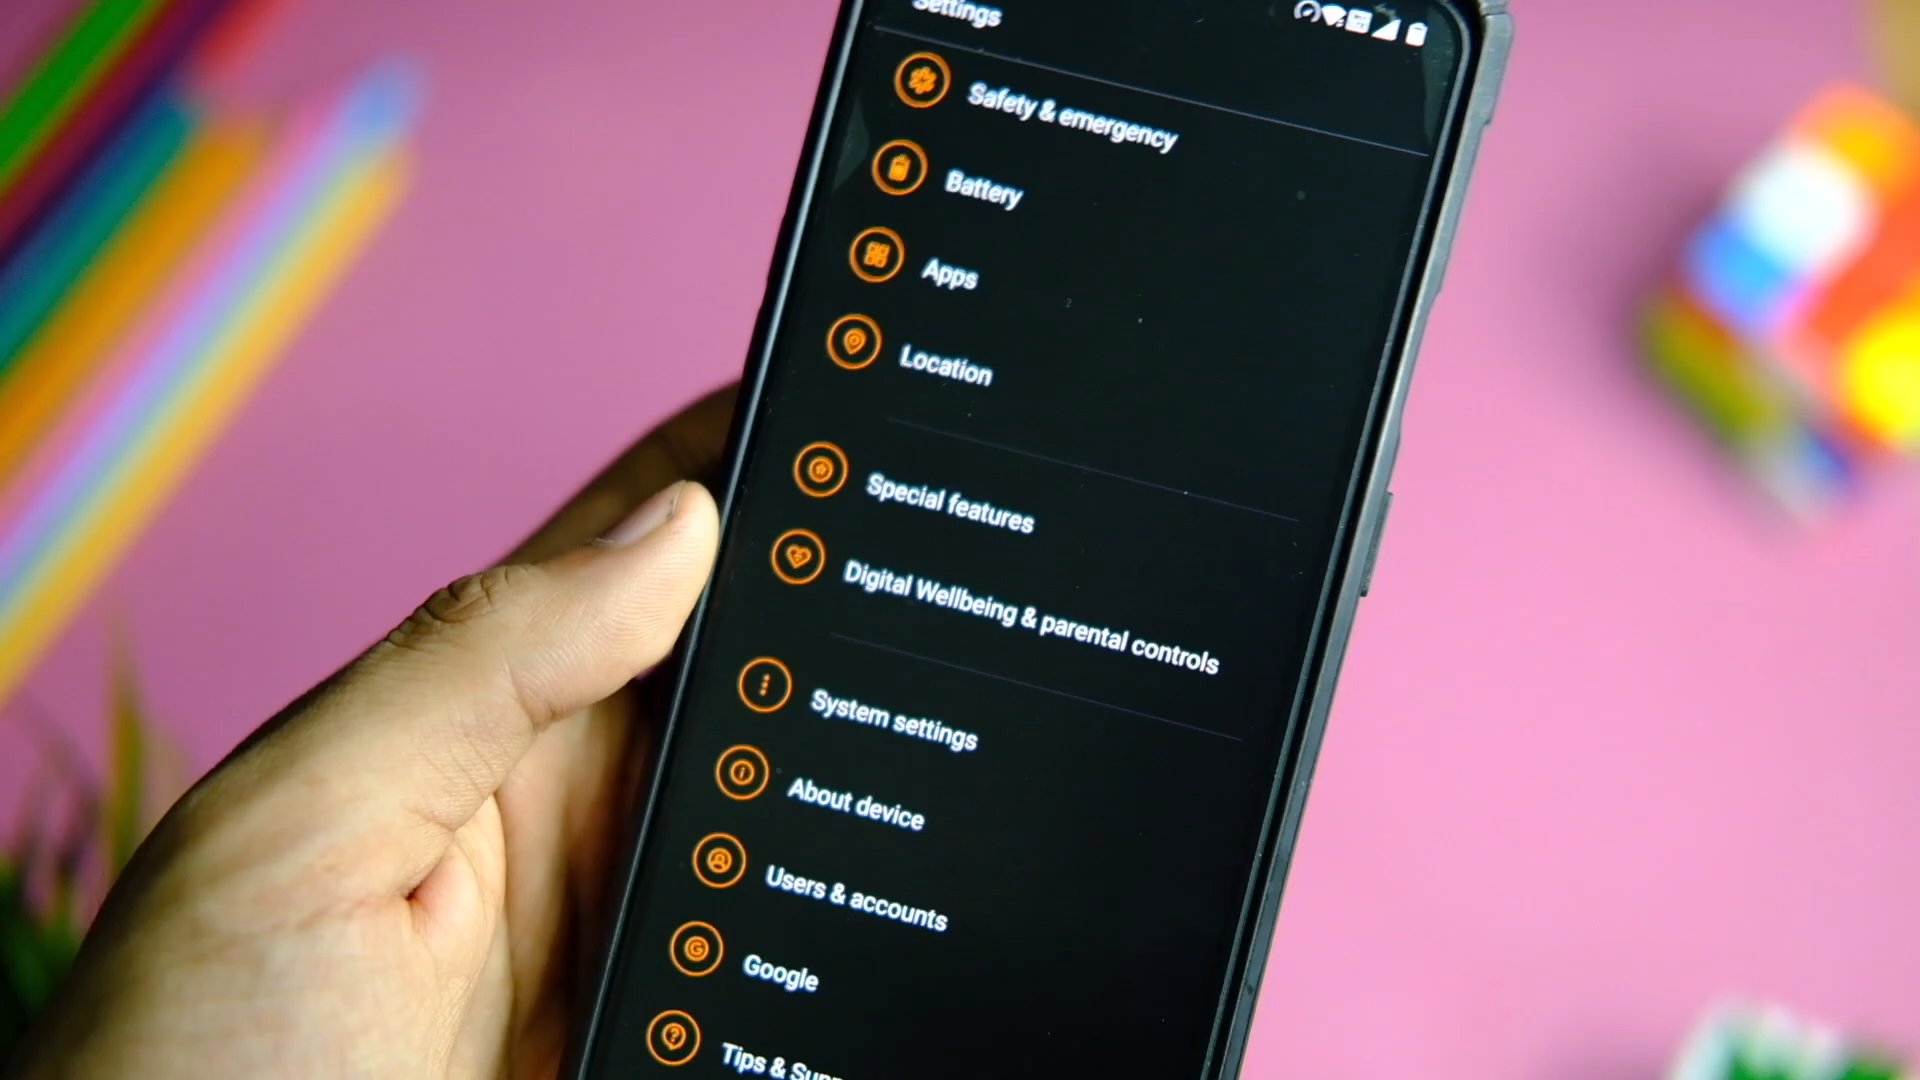 Settings
Safety & emergency
Battery
Apps
Location
Special features
Digital Wellbeing & parental controls
System settings
About device
Users & accounts
Google
Tips &